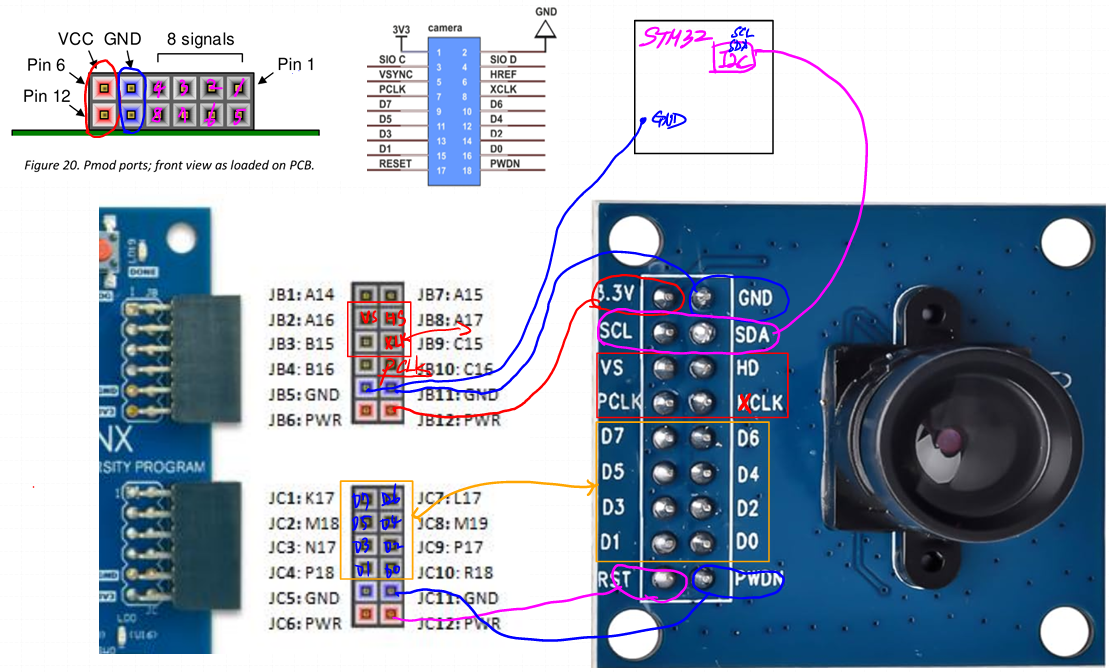 VCC GND 8 signals
Pin 6 Pin 1
Pin 12
Figure 20. Pmod ports; front view as loaded on PCB.
3V3 camera GND
1 2
SIO C 3 4 SIO D
VSYNC 5 6 HREF
PCLK 7 8 XCLK
D7 9 10 D6
D5 11 12 D4
D3 13 14 D2
D1 15 16 D0
RESET 17 18 PWDN
STM32
SCL
SDA
I2C
GND
LD19
DONE
JB1: A14 JB7: A15
JB2: A16 JB8: A17
JB3: B15 JB9: C15
JB4: B16 JB10: C16
JB5: GND JB11: GND
JB6: PWR JB12: PWR
VS
PCLK
NX
RSITY PROGRAM
JC1: K17 JC7: L17
JC2: M18 JC8: M19
JC3: N17 JC9: P17
JC4: P18 JC10: R18
JC5: GND JC11: GND
JC6: PWR JC12: PWR
D7 D6
D5 D4
D3 D2
D1 D0
LD0
(U16)
3.3V GND
SCL SDA
VS HD
PCLK XCLK
D7 D6
D5 D4
D3 D2
D1 D0
RST PWDN